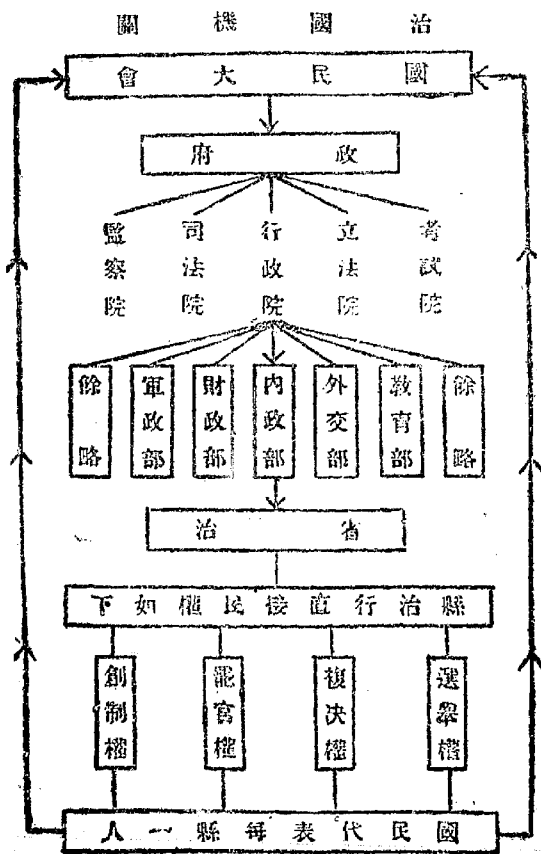 治國機關
國民大會
政府
考試院
立法院
行政院
司法院
監察院
餘略
教育部
外交部
內政部
財政部
軍政部
餘略
省治
縣治行直接民權如下
選舉權
複决權
罷官權
創制權
國民代表每縣一人